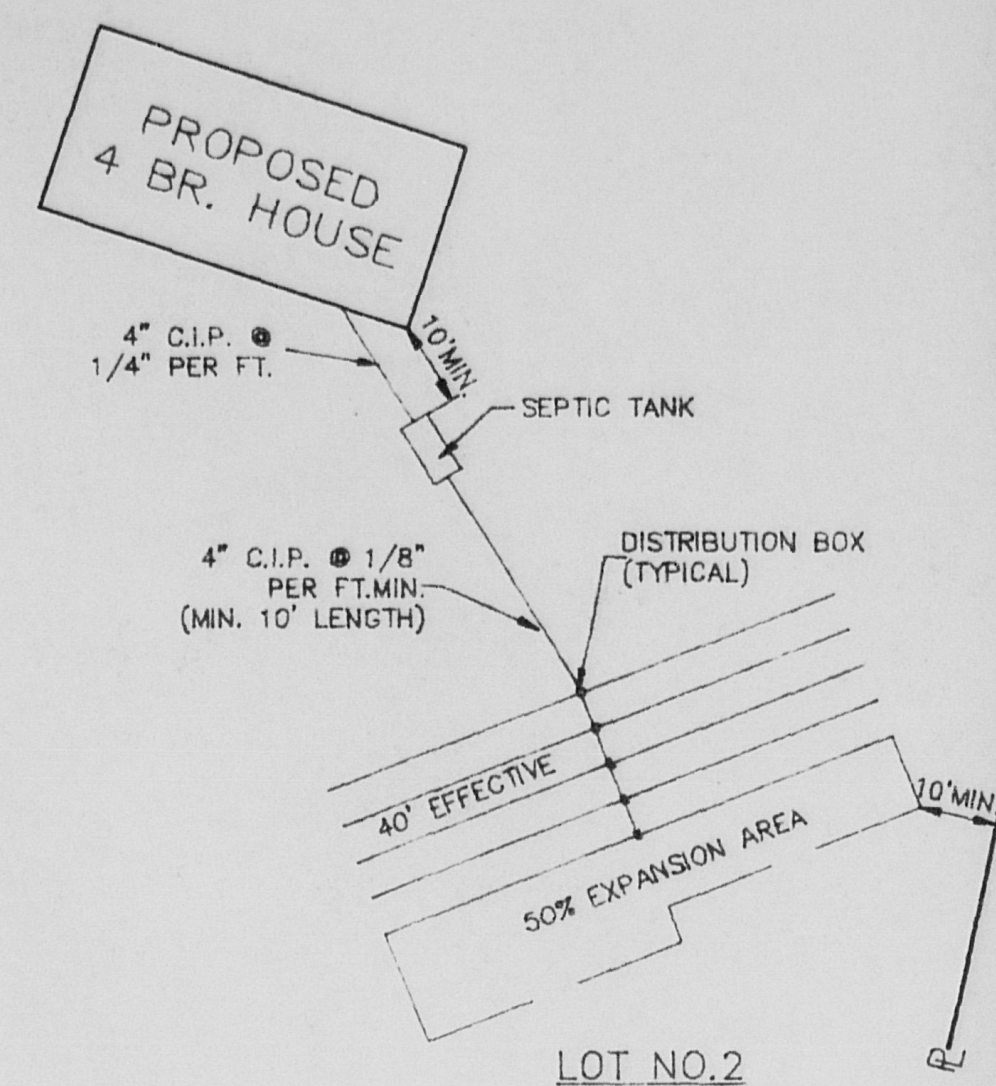 PROPOSED
4 BR. HOUSE
4" C.I.P. @
1/4" PER FT.
10'MIN.
SEPTIC TANK
4" C.I.P. @ 1/8"
PER FT.MIN.
(MIN. 10' LENGTH)
DISTRIBUTION BOX
(TYPICAL)
40' EFFECTIVE
10'MIN.
50% EXPANSION AREA
LOT NO.2
PL